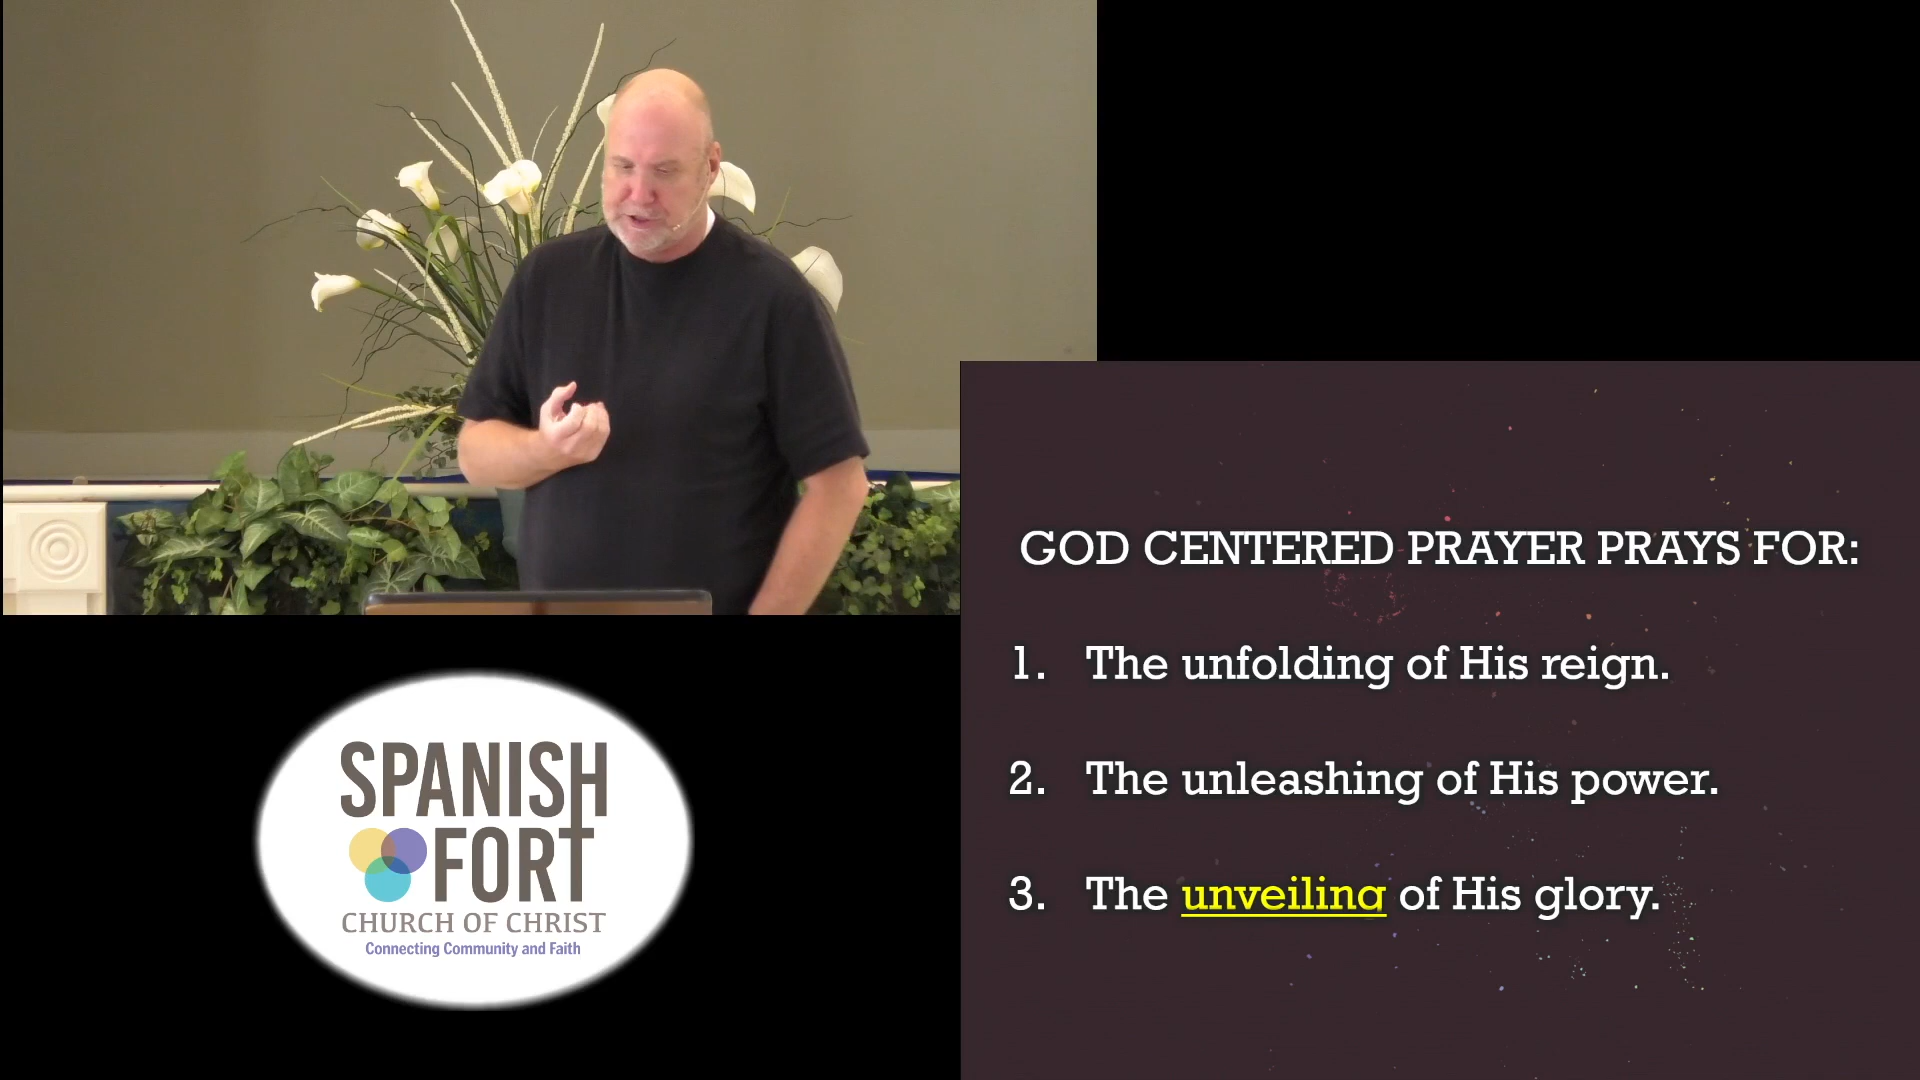 GOD CENTERED PRAYER PRAYS FOR:
1. The unfolding of His reign.
2. The unleashing of His power.
3. The unveiling of His glory.
SPANISH
FORT
CHURCH OF CHRIST
Connecting Community and Faith